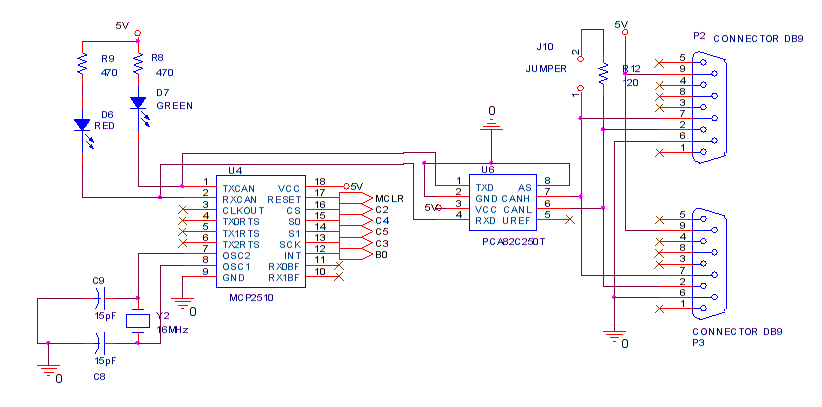 5V
R9
470
R8
470
D7
GREEN
D6
RED
J10
JUMPER
2
1
R12
120
5V
P2
CONNECTOR DB9
5
9
4
8
3
7
2
6
1
0
U4
1 TXCAN VCC 18 5V
2 RXCAN RESET 17 MCLR
3 CLKOUT CS 16 C2
4 TX0RTS S0 15 C4
5 TX1RTS S1 14 C5
6 TX2RTS SCK 13 C3
7 OSC2 INT 12 B0
8 OSC1 RX0BF 11
9 GND RX1BF 10
MCP2510
0
U6
1 TXD AS 8
2 GND CANH 7
5V 3 VCC CANL 6
4 RXD UREF 5
PCA82C250T
C9
15pF
Y2
16MHz
15pF
C8
0
5
9
4
8
3
7
2
6
1
CONNECTOR DB9
P3
0